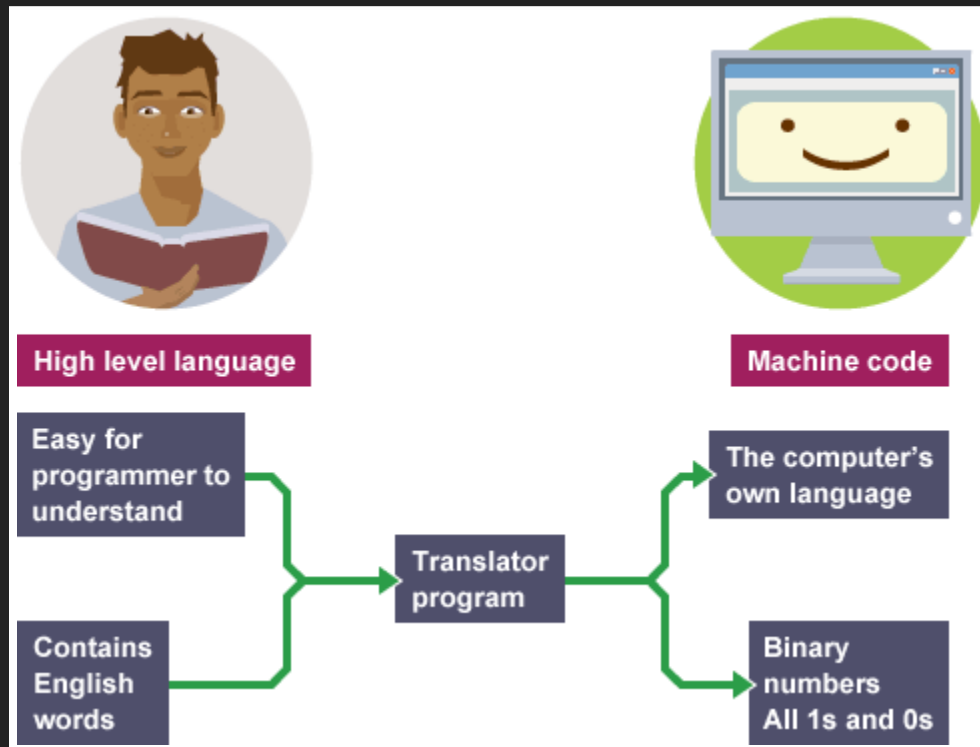 High level language
Machine code
Easy for
programmer to
understand
The computer's
own language
Translator
program
Contains
English
words
Binary
numbers
All 1s and 0s